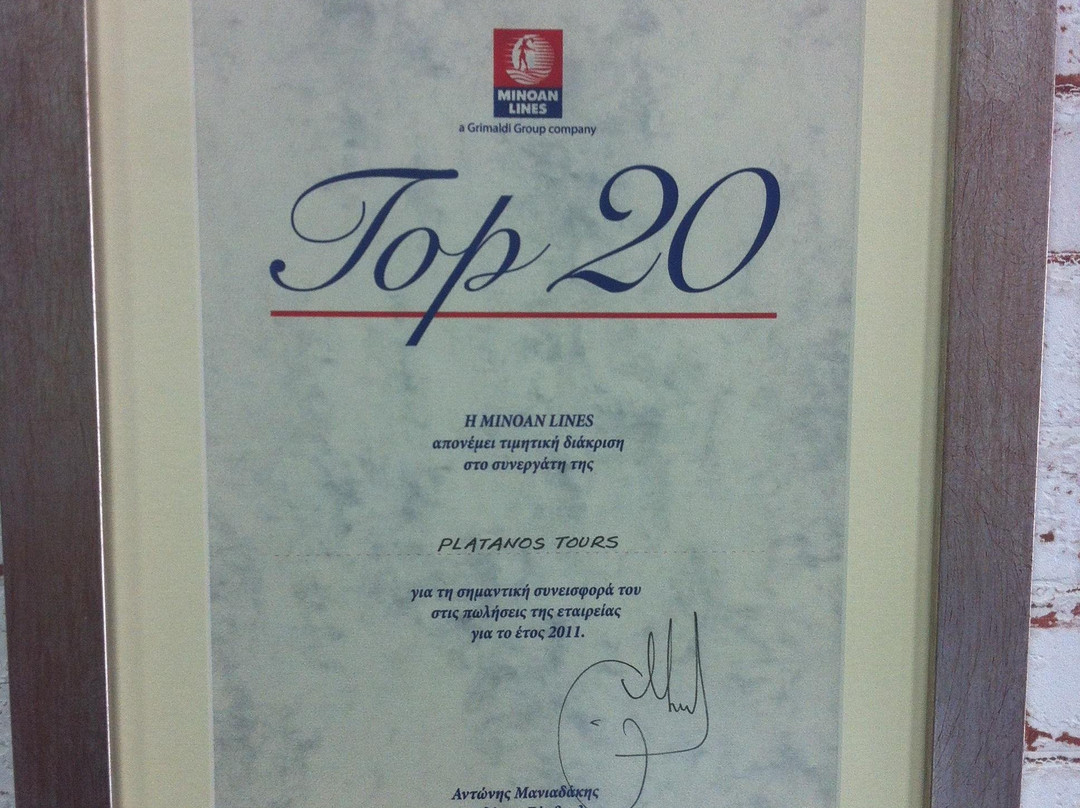 MINOAN
LINES
a Grimaldi Group company
Top 20
Η MINOAN LINES
απονέμει τιμητική διάκριση
στο συνεργάτη της
PLATANOS TOURS
για τη σημαντική συνεισφορά του
στις πωλήσεις της εταιρείας
για το έτος 2011.
Αντώνης Μανιαδάκης